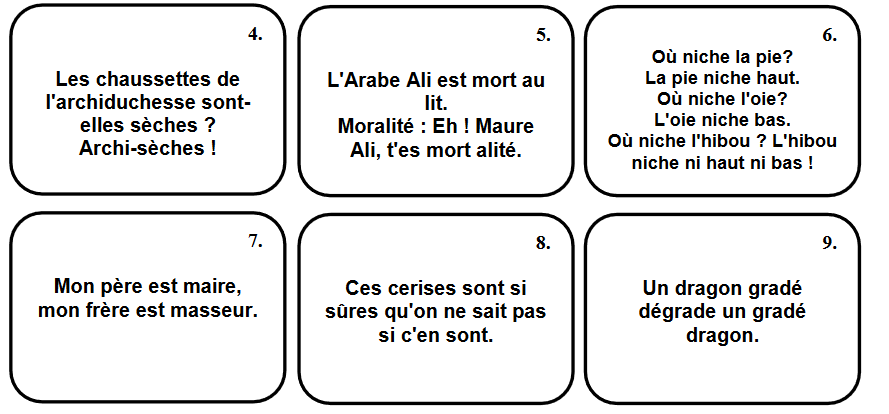 4.
Les chaussettes de
l'archiduchesse sont-
elles sèches ?
Archi-sèches !
5.
L'Arabe Ali est mort au
lit.
Moralité : Eh ! Maure
Ali, t'es mort alité.
6.
Où niche la pie?
La pie niche haut.
Où niche l'oie?
L'oie niche bas.
Où niche l'hibou ? L'hibou
niche ni haut ni bas !
7.
Mon père est maire,
mon frère est masseur.
8.
Ces cerises sont si
sûres qu'on ne sait pas
si c'en sont.
9.
Un dragon gradé
dégrade un gradé
dragon.